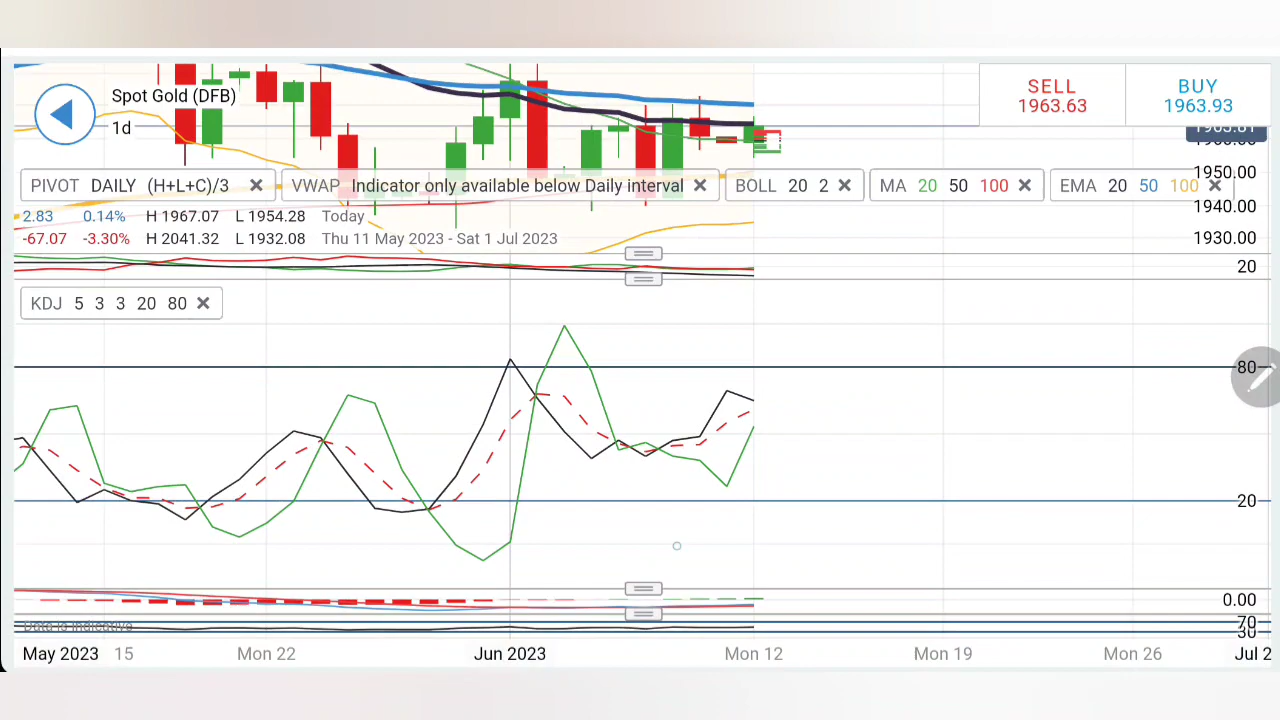 Spot Gold (DFB)
1d
SELL
1963.63
BUY
1963.93
1950.00
1940.00
1930.00
PIVOT DAILY (H+L+C)/3
VWAP Indicator only available below Daily interval
BOLL 20 2
MA 20 50 100
EMA 20 50 100
2.83 0.14% H 1967.07 L 1954.28 Today
-67.07 -3.30% H 2041.32 L 1932.08 Thu 11 May 2023 - Sat 1 Jul 2023
20
KDJ 5 3 3 20 80
80
20
0.00
70
30
Data is indicative
May 2023 15 Mon 22 Jun 2023 Mon 12 Mon 19 Mon 26 Jul 2